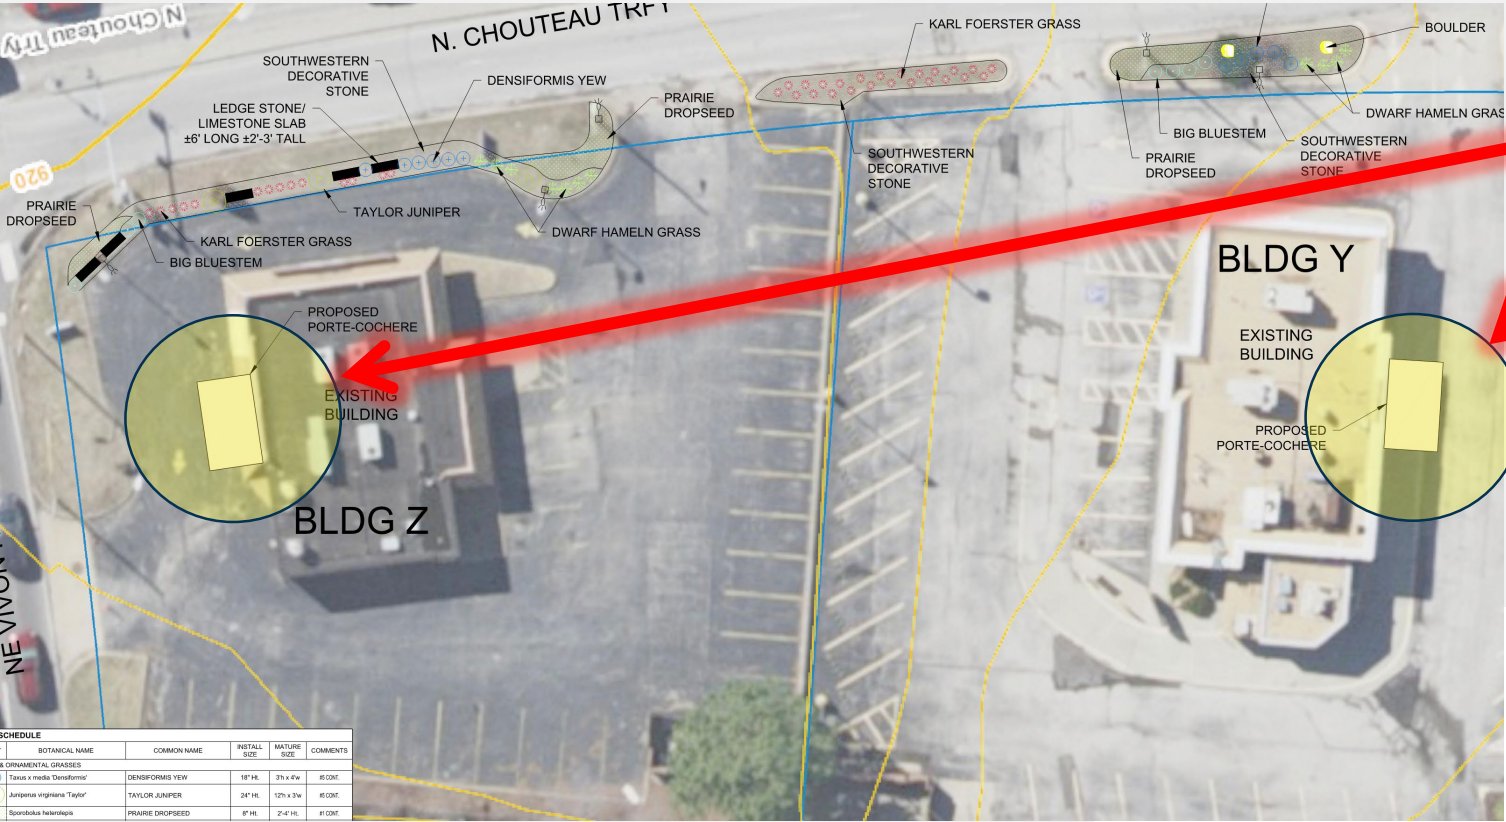 N Chouteau Trfy
N. CHOUTEAU TRFY
KARL FOERSTER GRASS
BOULDER
SOUTHWESTERN
DECORATIVE
STONE
DENSIFORMIS YEW
LEDGE STONE/
LIMESTONE SLAB
±6' LONG ±2'-3' TALL
PRAIRIE
DROPSEED
DWARF HAMELN GRAS
BIG BLUESTEM
SOUTHWESTERN
DECORATIVE
STONE
PRAIRIE
DROPSEED
SOUTHWESTERN
DECORATIVE
STONE
920
PRAIRIE
DROPSEED
TAYLOR JUNIPER
KARL FOERSTER GRASS
BIG BLUESTEM
DWARF HAMELN GRASS
BLDG Y
PROPOSED
PORTE-COCHERE
EXISTING
BUILDING
EXISTING
BUILDING
PROPOSED
PORTE-COCHERE
BLDG Z
NE VIVON
SCHEDULE
BOTANICAL NAME COMMON NAME INSTALL SIZE MATURE SIZE COMMENTS
& ORNAMENTAL GRASSES
Taxus x media 'Densiformis' DENSIFORMIS YEW 18" Ht. 3'h x 4'w #5 CONT.
Juniperus virginiana 'Taylor' TAYLOR JUNIPER 24" Ht. 12'h x 3'w #5 CONT.
Sporobolus heterolepis PRAIRIE DROPSEED 8" Ht. 2'-4' Ht. #1 CONT.